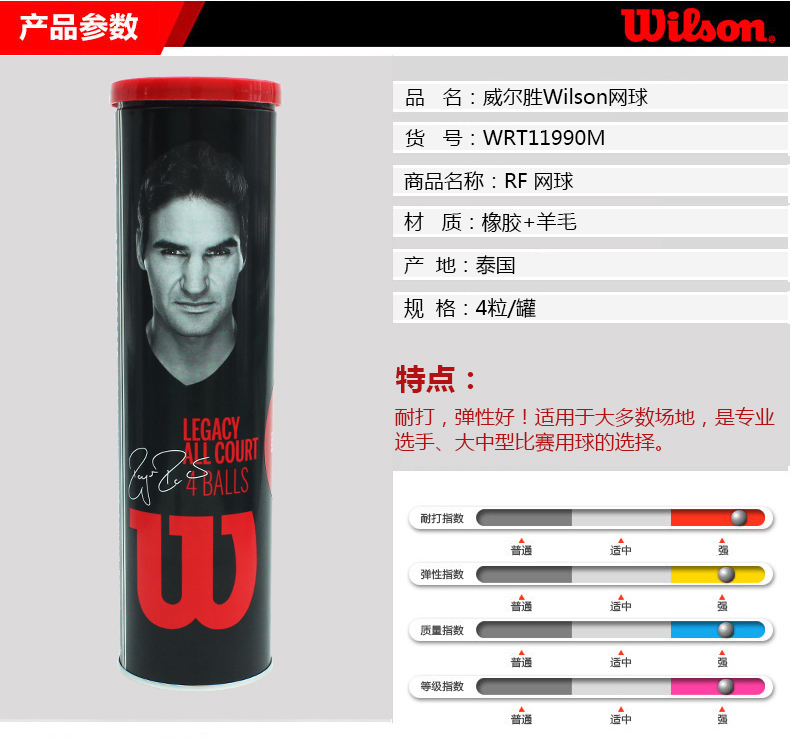 产品参数
Wilson
品 名：威尔胜Wilson网球
货 号：WRT11990M
商品名称：RF 网球
材 质：橡胶+羊毛
产 地：泰国
规 格：4粒/罐
特点：
耐打，弹性好！适用于大多数场地，是专业
选手、大中型比赛用球的选择。
LEGACY
ALL COURT
4 BALLS
W
耐打指数
普通 适中 强
弹性指数
普通 适中 强
质量指数
普通 适中 强
等级指数
普通 适中 强